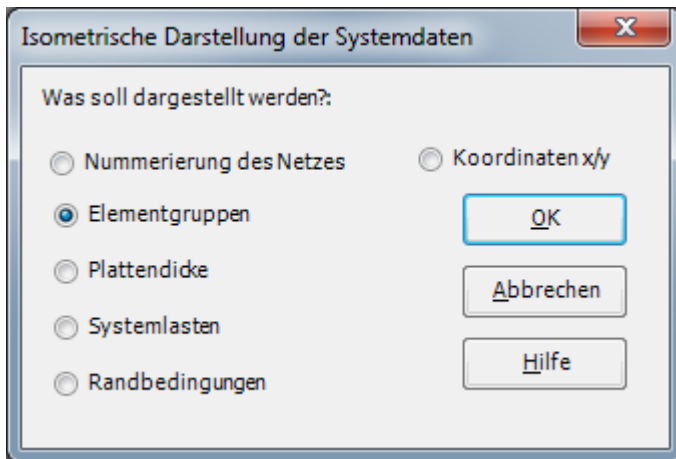 Isometrische Darstellung der Systemdaten
Was soll dargestellt werden?:
Nummerierung des Netzes
Koordinaten x/y
Elementgruppen
OK
Plattendicke
Abbrechen
Systemlasten
Hilfe
Randbedingungen